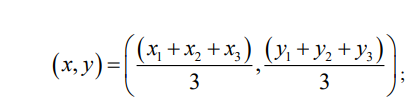 (x, y) = ( (x₁ + x₂ + x₃) / 3 , (y₁ + y₂ + y₃) / 3 ) ;